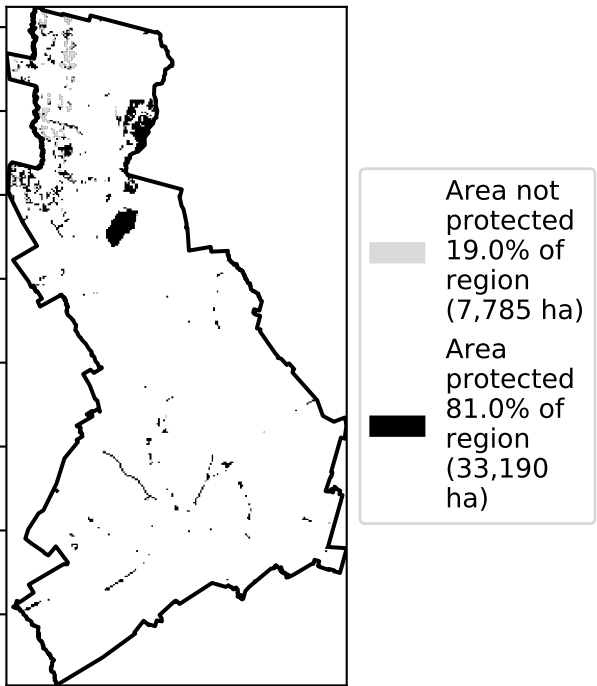 Area not
protected
19.0% of
region
(7,785 ha)
Area
protected
81.0% of
region
(33,190
ha)